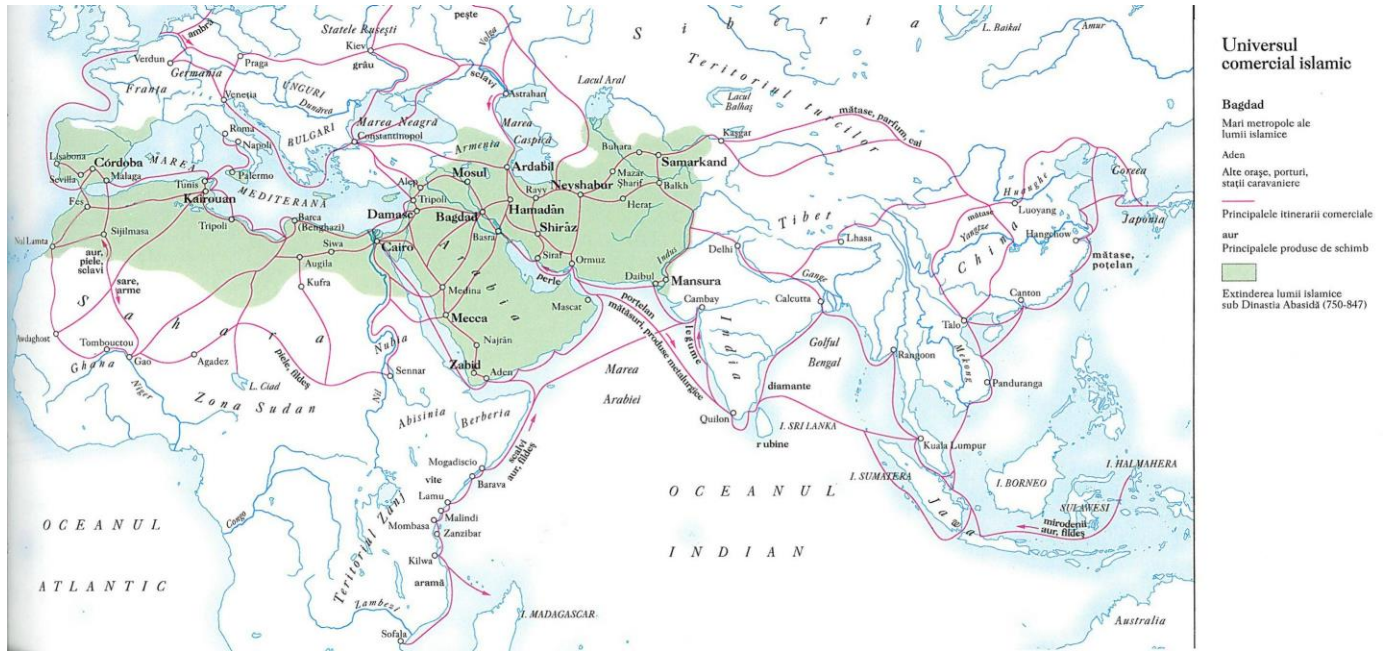 Universul
comercial islamic
Bagdad
Mari metropole ale
lumii islamice
Aden
Alte orașe, porturi,
stații caravaniere
Principalele itinerarii comerciale
aur
Principalele produse de schimb
Extinderea lumii islamice
sub Dinastia Abasidă (750-847)
ambră
Statele Rusești
pește
Volga
Siberia
L. Baikal
Amur
Verdun
Praga
Kiev
grâu
Germania
Franța
UNGURI
Dunărea
sclavi
Astrahan
Lacul Aral
Lacul
Balhaș
Teritoriul turcilor
Veneția
BULGARI
Marea Neagră
Constantinopol
Marea
Caspică
Armenia
Roma
Napoli
Kașgar
mătase, parfum, cai
Buhara
Samarkand
Lisabona
Córdoba
Sevilla
Malaga
MAREA
MEDITERANĂ
Palermo
Tunis
Kairouan
Alep
Mosul
Ardabil
Rayy
Neyshabur
Mazar
Sharif
Balkh
Herat
Huanghe
Luoyang
Coreea
Japonia
Fes
Tripoli
Tripoli
Barca
(Benghazi)
Damasc
Bagdad
Hamadân
Shirâz
Basra
Siraf
Ormuz
Tibet
Lhasa
mătase
Yangtze
China
Hangchow
mătase,
poțelan
Nul Lamta
Sijilmasa
Siwa
Augila
Cairo
Kufra
Arabia
perle
Indus
Delhi
Daibul
Mansura
Gange
Calcutta
Canton
aur,
piele,
sclavi
sare,
arme
Sahara
Medina
Mecca
Mascat
porțelan
mătăsuri, produse metalurgice
Cambay
legume
India
Golful
Bengal
Talo
Mekong
Rangoon
Panduranga
Tombouctou
Gao
Ghana
Niger
Agadez
L. Ciad
piele, fildeș
Nubia
Sennar
Nil
Najrân
Zabid
Aden
Marea
Arabiei
diamante
Quilon
rubine
I. SRI LANKA
Zona Sudan
Abisinia
Berberia
Mogadiscio
vite
Barava
scalvi
aur, fildeș
Kuala Lumpur
I. SUMATERA
I. BORNEO
I. HALMAHERA
SULAWESI
Jawa
mirodenii
aur, fildeș
Lamu
Malindi
Mombasa
Zanzibar
Kilwa
Teritoriul Zanj
Congo
aramă
Zambezi
Sofala
I. MADAGASCAR
OCEANUL
ATLANTIC
OCEANUL
INDIAN
Australia